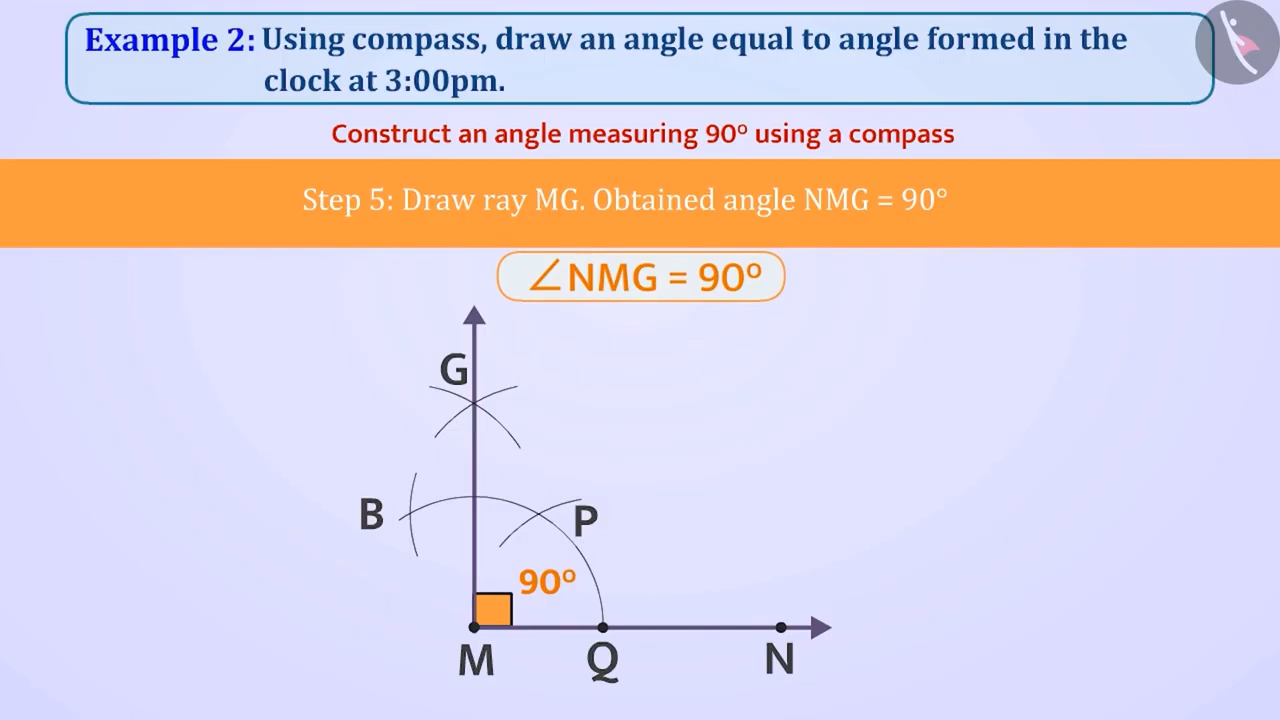 Example 2: Using compass, draw an angle equal to angle formed in the
clock at 3:00pm.
Construct an angle measuring 90° using a compass
Step 5: Draw ray MG. Obtained angle NMG = 90°
∠NMG = 90°
G
B
P
90°
M
Q
N